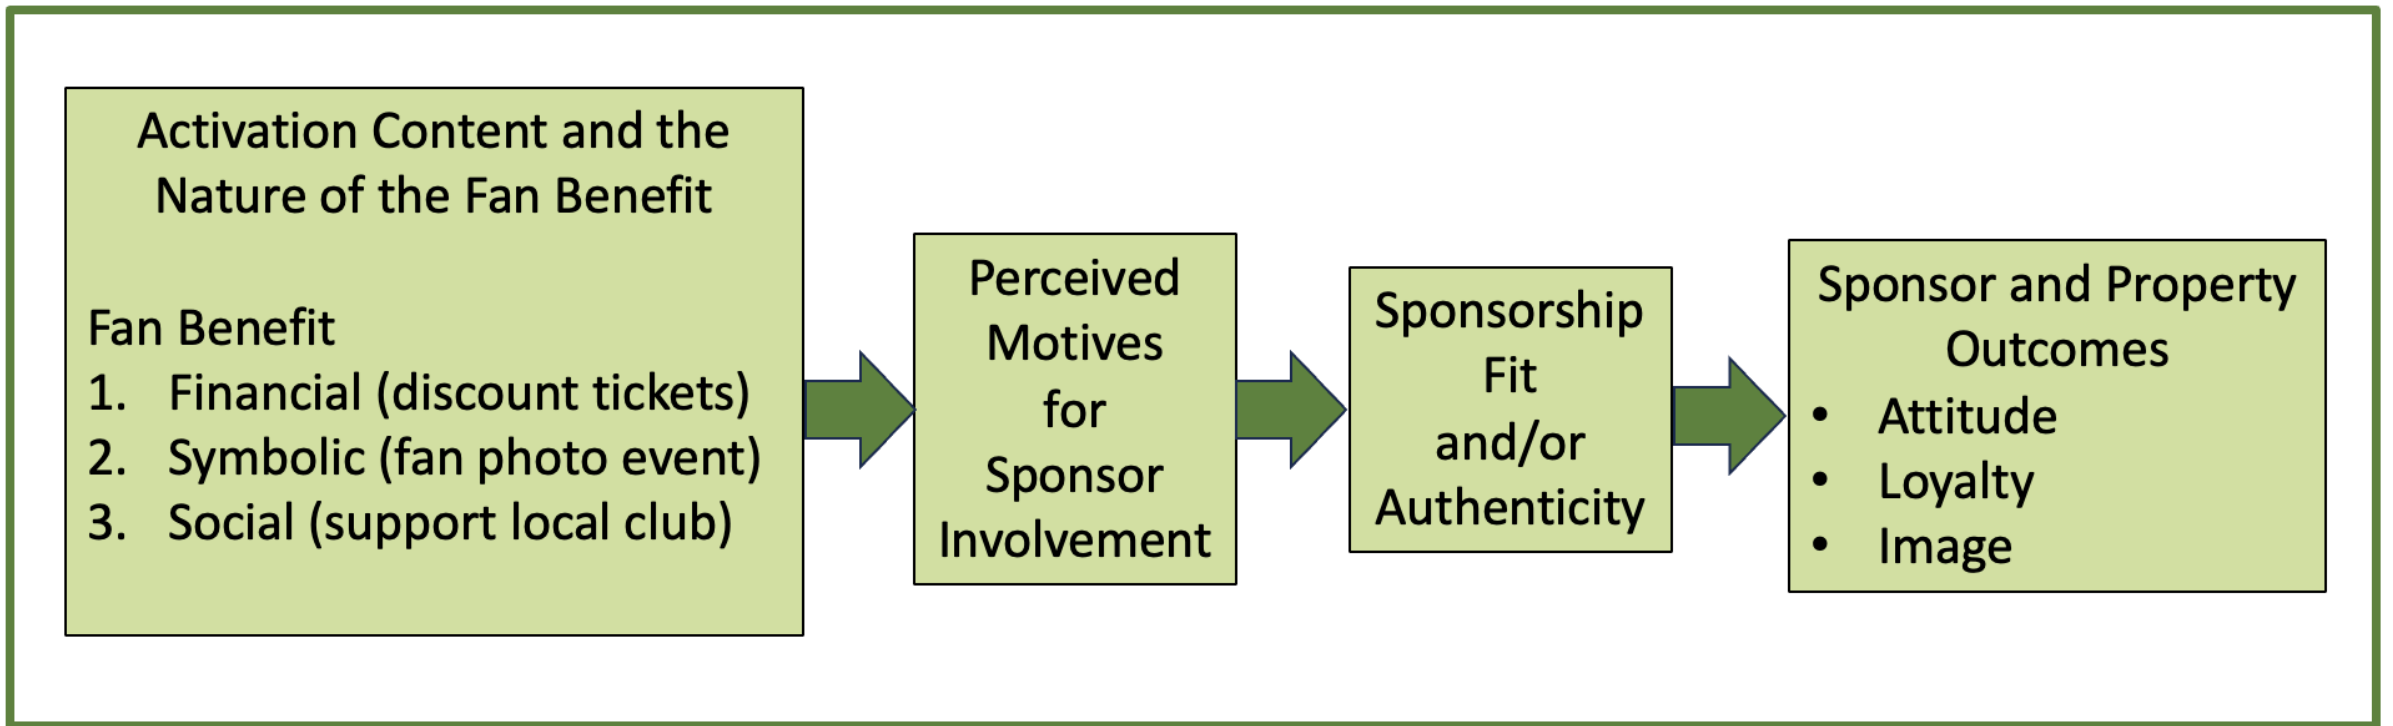 Activation Content and the
Nature of the Fan Benefit
Fan Benefit
1. Financial (discount tickets)
2. Symbolic (fan photo event)
3. Social (support local club)
Perceived
Motives
for
Sponsor
Involvement
Sponsorship
Fit
and/or
Authenticity
Sponsor and Property
Outcomes
• Attitude
• Loyalty
• Image